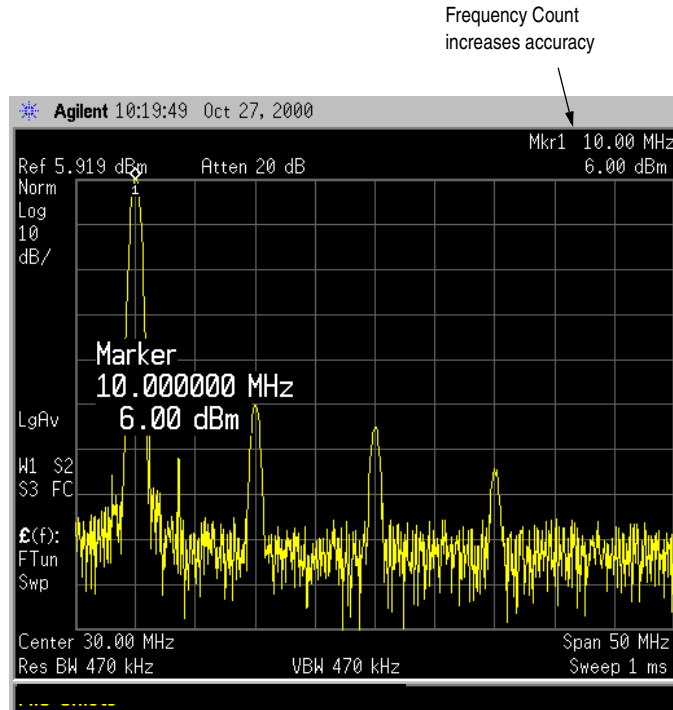 Frequency Count
increases accuracy
Agilent 10:19:49 Oct 27, 2000
Mkr1 10.00 MHz
Ref 5.919 dBm Atten 20 dB 6.00 dBm
Norm
1
Log
10
dB/
Marker
10.000000 MHz
6.00 dBm
LgAv
W1 S2
S3 FC
£(f):
FTun
Swp
Center 30.00 MHz Span 50 MHz
Res BW 470 kHz VBW 470 kHz Sweep 1 ms